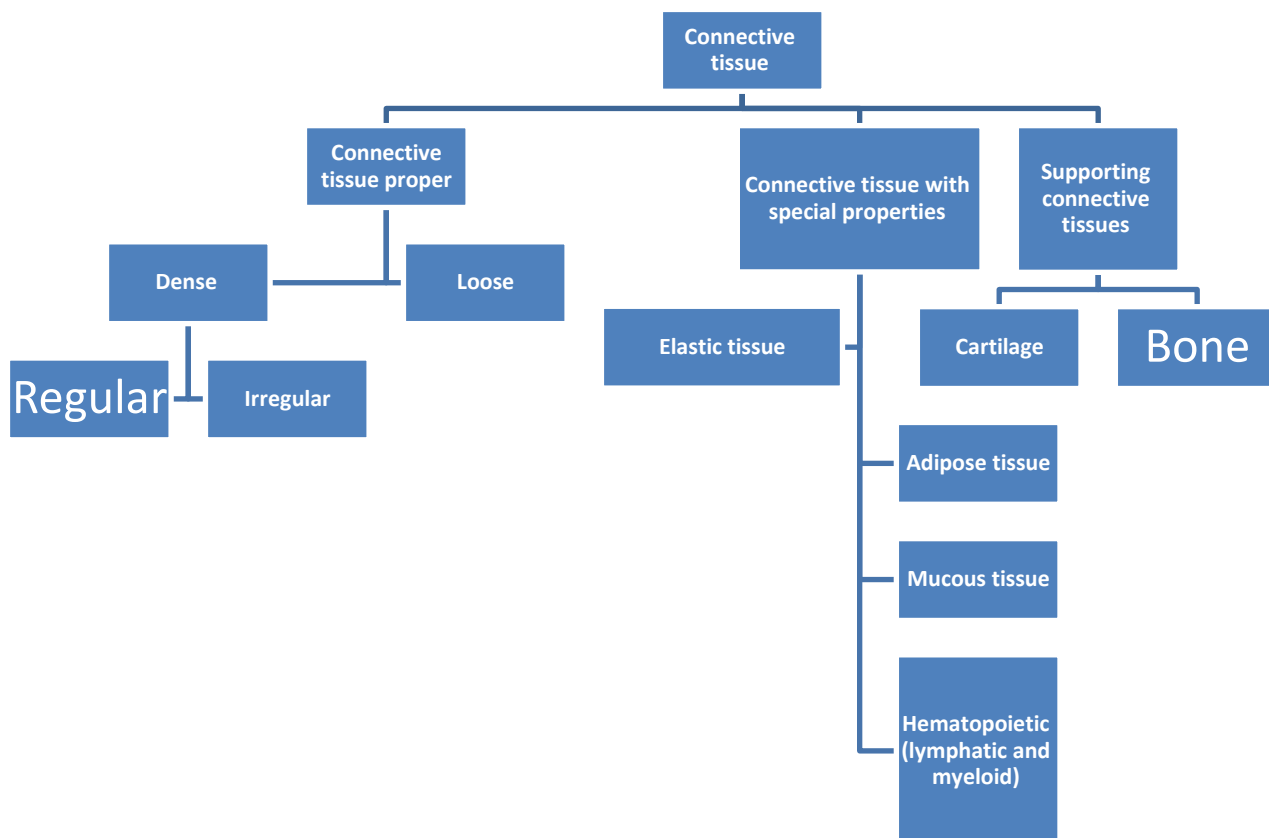 Connective
tissue
Connective
tissue proper
Connective tissue with
special properties
Supporting
connective
tissues
Dense
Loose
Elastic tissue
Cartilage
Bone
Regular
Irregular
Adipose tissue
Mucous tissue
Hematopoietic
(lymphatic and
myeloid)